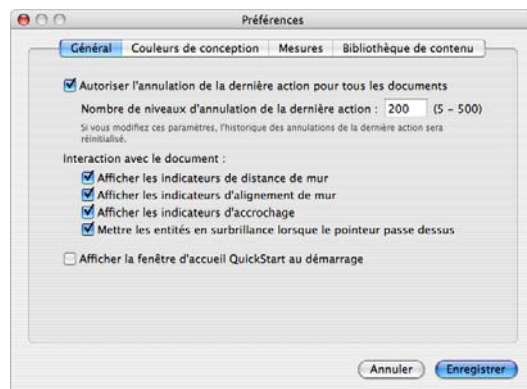 Préférences
Général Couleurs de conception Mesures Bibliothèque de contenu
Autoriser l'annulation de la dernière action pour tous les documents
Nombre de niveaux d'annulation de la dernière action : 200 (5 – 500)
Si vous modifiez ces paramètres, l'historique des annulations de la dernière action sera
réinitialisé.
Interaction avec le document :
Afficher les indicateurs de distance de mur
Afficher les indicateurs d'alignement de mur
Afficher les indicateurs d'accrochage
Mettre les entités en surbrillance lorsque le pointeur passe dessus
Afficher la fenêtre d'accueil QuickStart au démarrage
Annuler Enregistrer